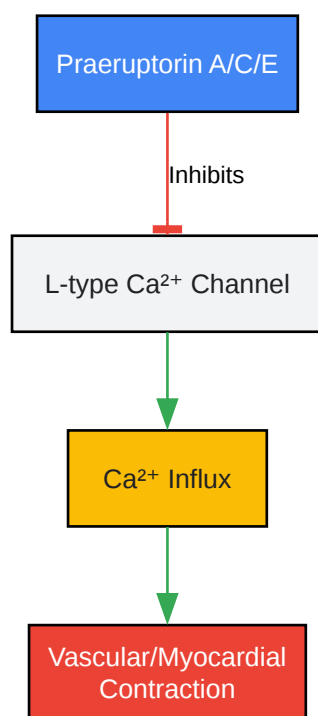 Praeruptorin A/C/E
Inhibits
L-type Ca²⁺ Channel
Ca²⁺ Influx
Vascular/Myocardial
Contraction